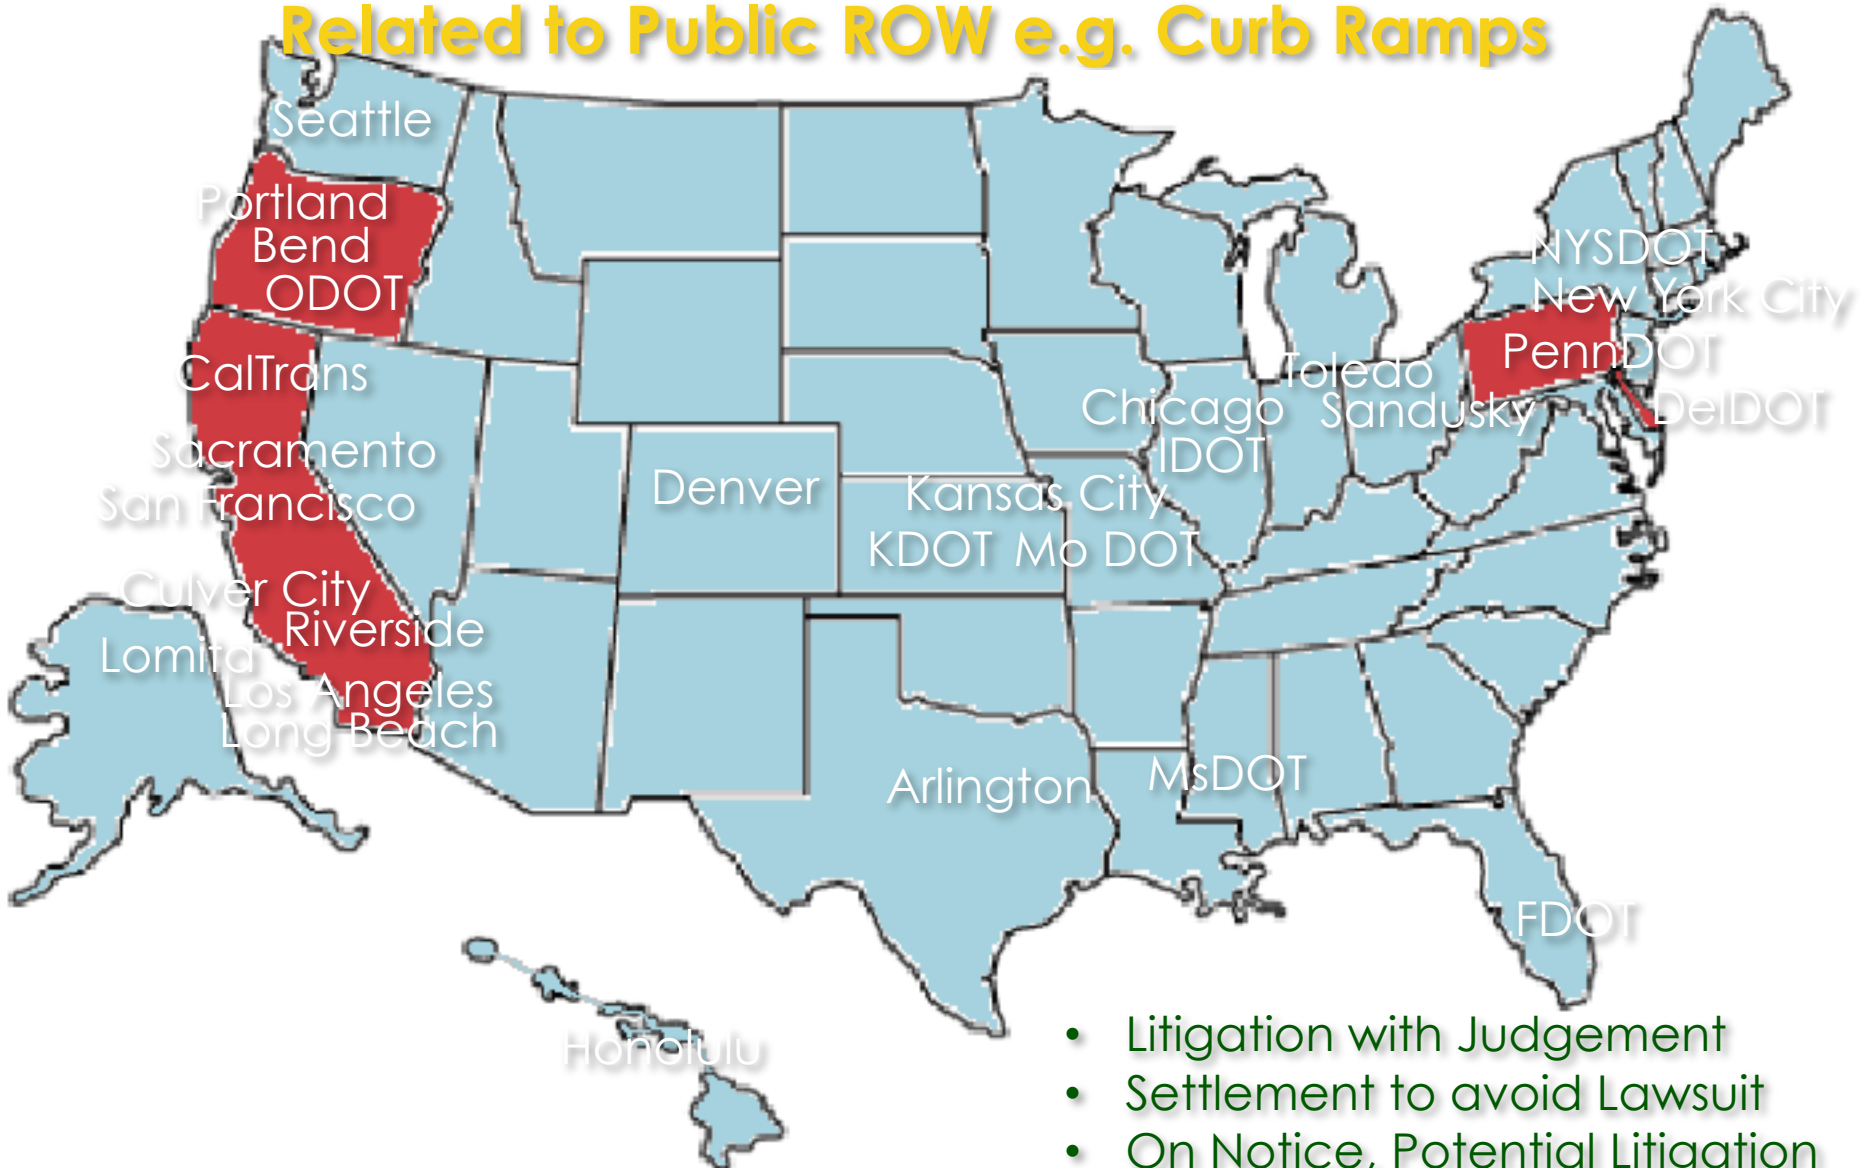 Related to Public ROW e.g. Curb Ramps
Seattle
Portland
Bend
ODOT
CalTrans
Sacramento
San Francisco
Culver City
Riverside
Lomita
Los Angeles
Long Beach
Denver
Kansas City
KDOT Mo DOT
Chicago
IDOT
Toledo
Sandusky
NYSDOT
New York City
PennDOT
DelDOT
Arlington
MsDOT
FDOT
Honolulu
• Litigation with Judgement
• Settlement to avoid Lawsuit
• On Notice, Potential Litigation